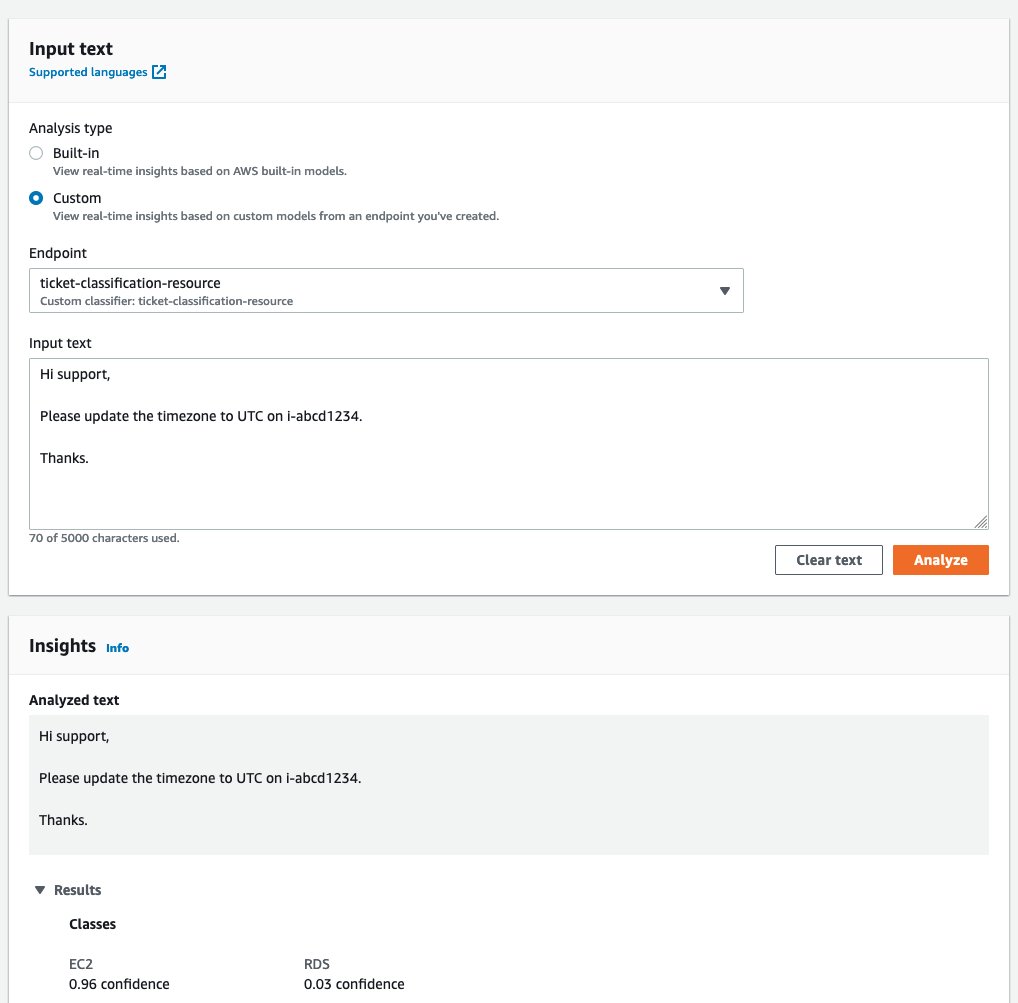 Input text
Supported languages
Analysis type
Built-in
View real-time insights based on AWS built-in models.
Custom
View real-time insights based on custom models from an endpoint you've created.
Endpoint
ticket-classification-resource
Custom classifier: ticket-classification-resource
Input text
Hi support,
Please update the timezone to UTC on i-abcd1234.
Thanks.
70 of 5000 characters used.
Clear text Analyze
Insights Info
Analyzed text
Hi support,
Please update the timezone to UTC on i-abcd1234.
Thanks.
Results
Classes
EC2 RDS
0.96 confidence 0.03 confidence